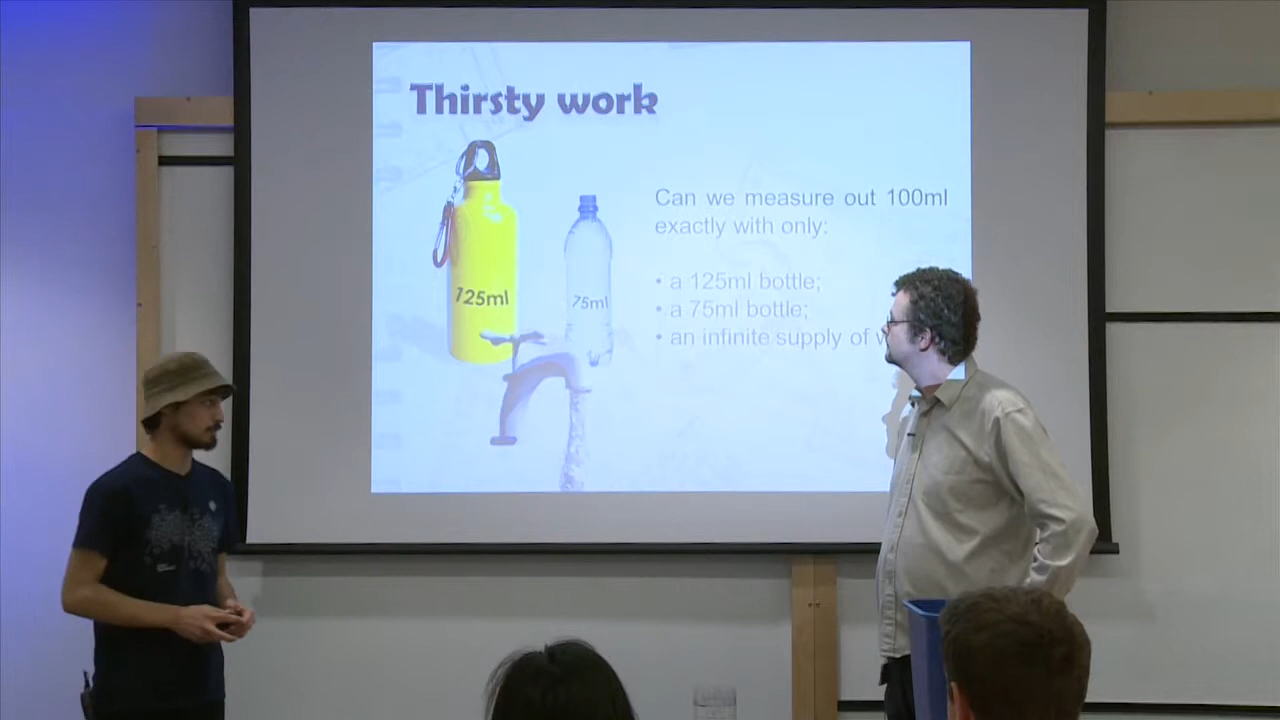 Thirsty work
125ml
75ml
Can we measure out 100ml
exactly with only:
• a 125ml bottle;
• a 75ml bottle;
• an infinite supply of